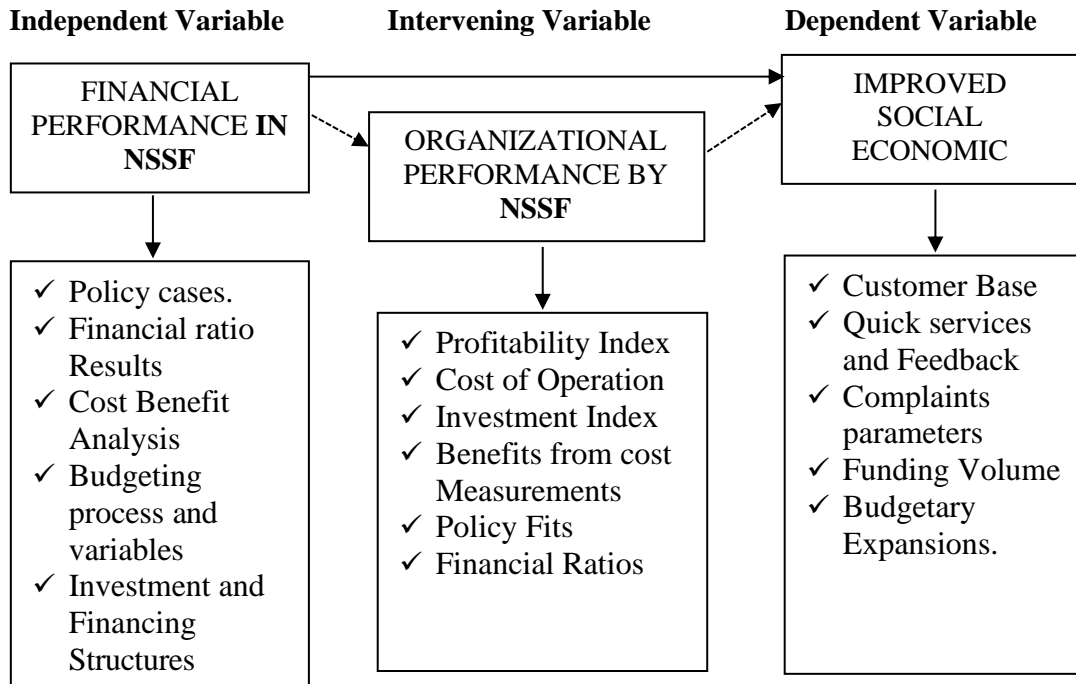 Independent Variable
Intervening Variable
Dependent Variable
FINANCIAL
PERFORMANCE IN
NSSF
ORGANIZATIONAL
PERFORMANCE BY
NSSF
IMPROVED
SOCIAL
ECONOMIC
✓ Policy cases.
✓ Financial ratio
Results
✓ Cost Benefit
Analysis
✓ Budgeting
process and
variables
✓ Investment and
Financing
Structures
✓ Profitability Index
✓ Cost of Operation
✓ Investment Index
✓ Benefits from cost
Measurements
✓ Policy Fits
✓ Financial Ratios
✓ Customer Base
✓ Quick services
and Feedback
✓ Complaints
parameters
✓ Funding Volume
✓ Budgetary
Expansions.